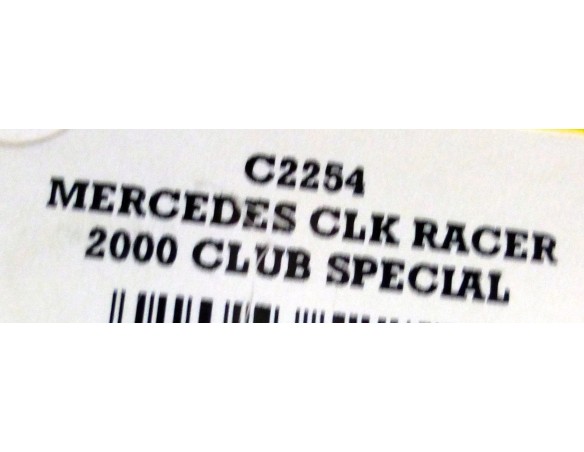 C2254
MERCEDES CLK RACER
2000 CLUB SPECIAL